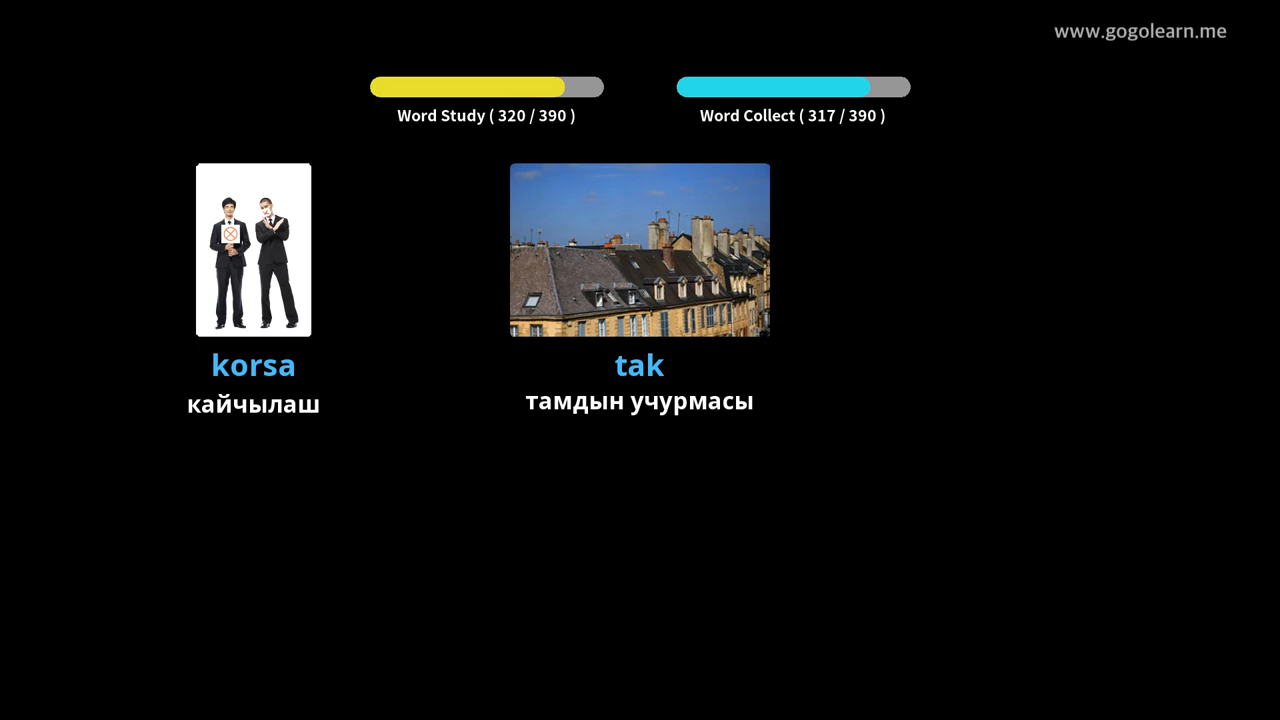 www.gogolearn.me
Word Study ( 320 / 390 )
Word Collect ( 317 / 390 )
korsa
кайчылаш
tak
тамдын учурмасы